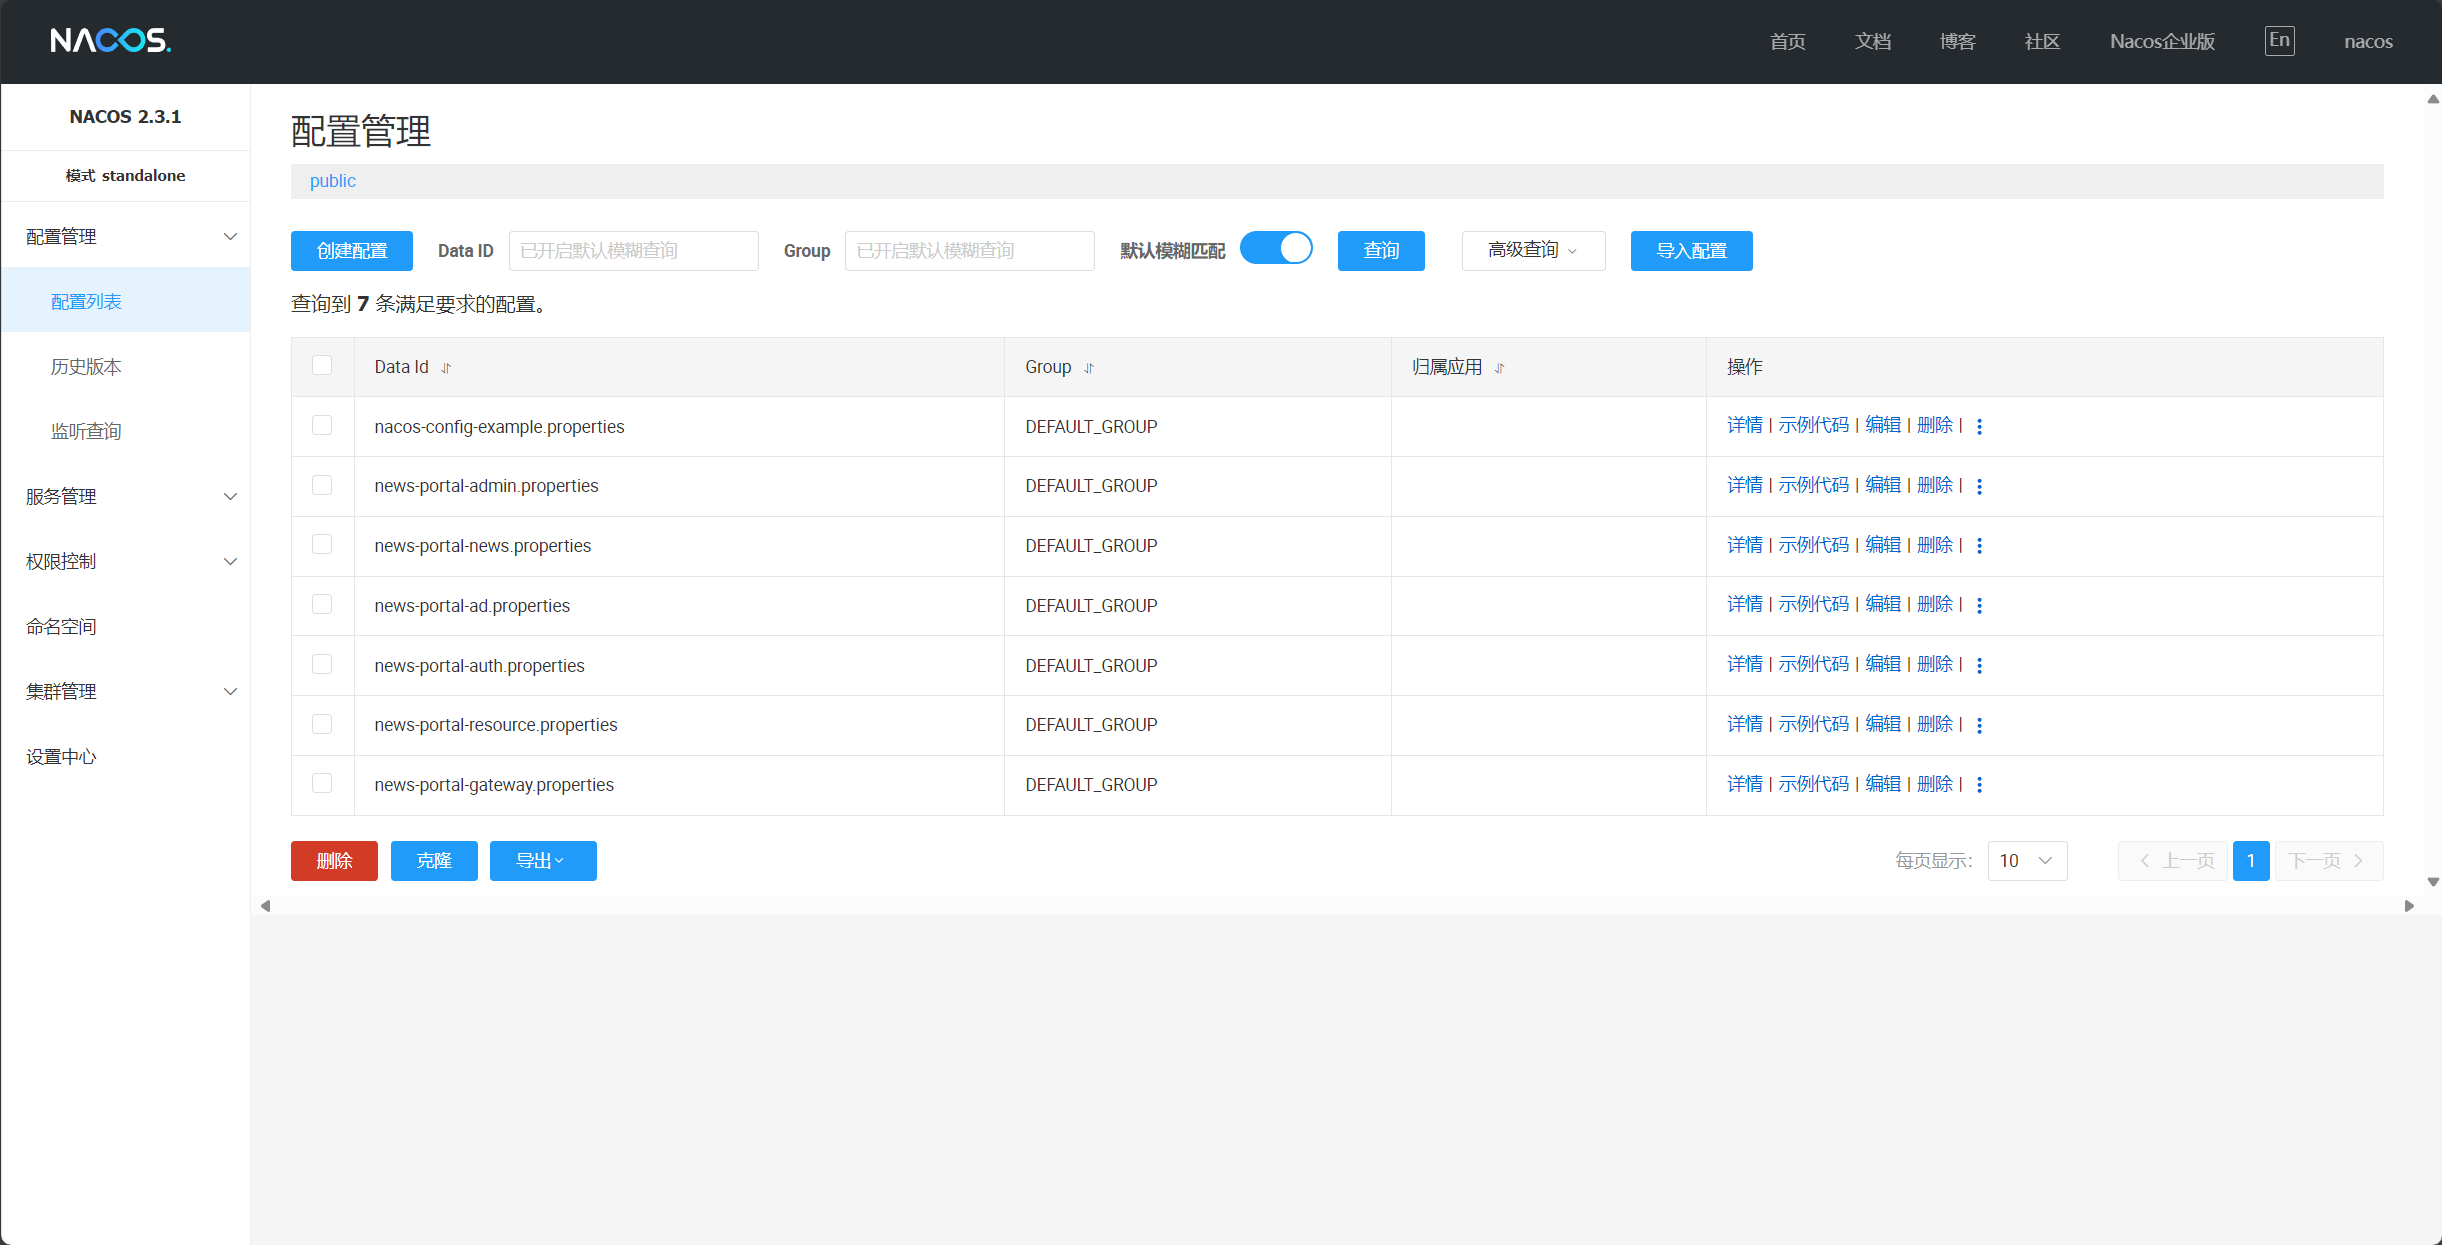 NACOS.
首页 文档 博客 社区 Nacos企业版 En nacos
NACOS 2.3.1
模式 standalone
配置管理
配置列表
历史版本
监听查询
服务管理
权限控制
命名空间
集群管理
设置中心
配置管理
public
创建配置 Data ID 已开启默认模糊查询 Group 已开启默认模糊查询 默认模糊匹配 查询 高级查询 导入配置
查询到 7 条满足要求的配置。
Data Id Group 归属应用 操作
nacos-config-example.properties DEFAULT_GROUP 详情 | 示例代码 | 编辑 | 删除 |
news-portal-admin.properties DEFAULT_GROUP 详情 | 示例代码 | 编辑 | 删除 |
news-portal-news.properties DEFAULT_GROUP 详情 | 示例代码 | 编辑 | 删除 |
news-portal-ad.properties DEFAULT_GROUP 详情 | 示例代码 | 编辑 | 删除 |
news-portal-auth.properties DEFAULT_GROUP 详情 | 示例代码 | 编辑 | 删除 |
news-portal-resource.properties DEFAULT_GROUP 详情 | 示例代码 | 编辑 | 删除 |
news-portal-gateway.properties DEFAULT_GROUP 详情 | 示例代码 | 编辑 | 删除 |
删除 克隆 导出 每页显示: 10 上一页 1 下一页